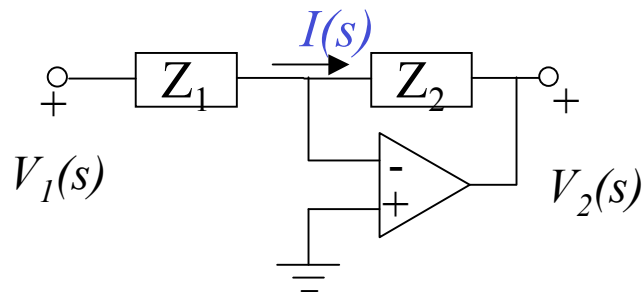 I(s)
Z1 Z2
+ +
V1(s) - V2(s)
+